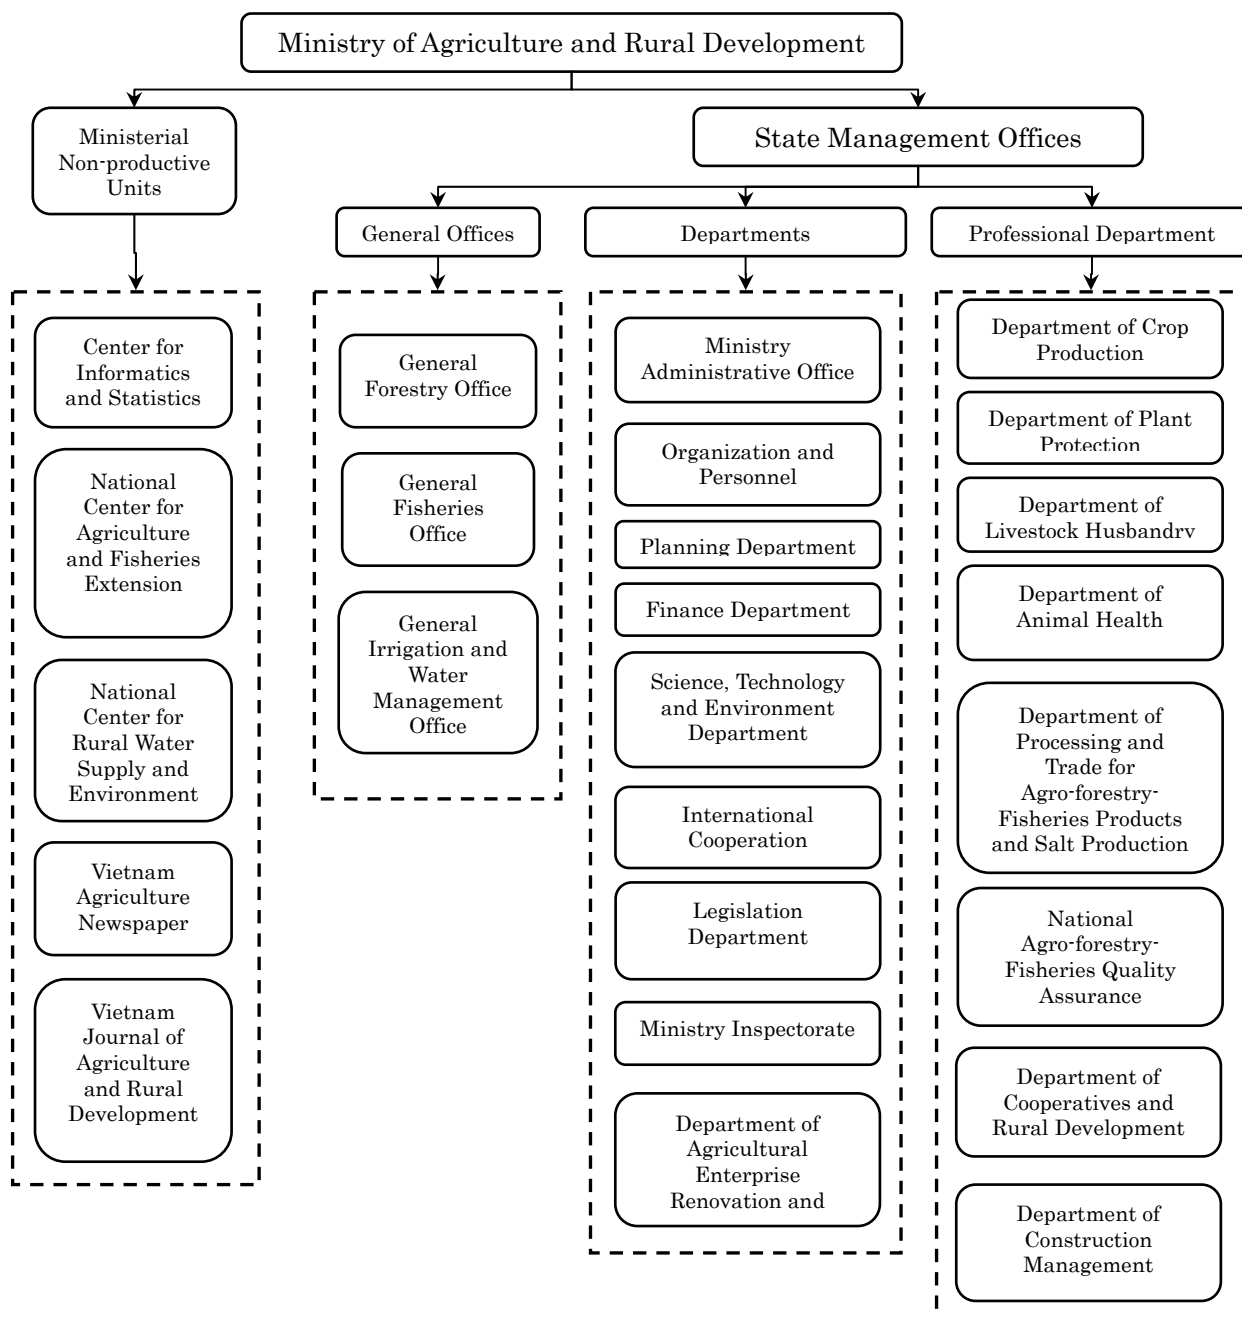 Ministry of Agriculture and Rural Development
Ministerial
Non-productive
Units
State Management Offices
General Offices
Departments
Professional Department
Center for
Informatics
and Statistics
National
Center for
Agriculture
and Fisheries
Extension
National
Center for
Rural Water
Supply and
Environment
Vietnam
Agriculture
Newspaper
Vietnam
Journal of
Agriculture
and Rural
Development
General
Forestry Office
General
Fisheries
Office
General
Irrigation and
Water
Management
Office
Ministry
Administrative Office
Organization and
Personnel
Planning Department
Finance Department
Science, Technology
and Environment
Department
International
Cooperation
Legislation
Department
Ministry Inspectorate
Department of
Agricultural
Enterprise
Renovation and
Department of Crop
Production
Department of Plant
Protection
Department of
Livestock Husbandry
Department of
Animal Health
Department of
Processing and
Trade for
Agro-forestry-
Fisheries Products
and Salt Production
National
Agro-forestry-
Fisheries Quality
Assurance
Department of
Cooperatives and
Rural Development
Department of
Construction
Management